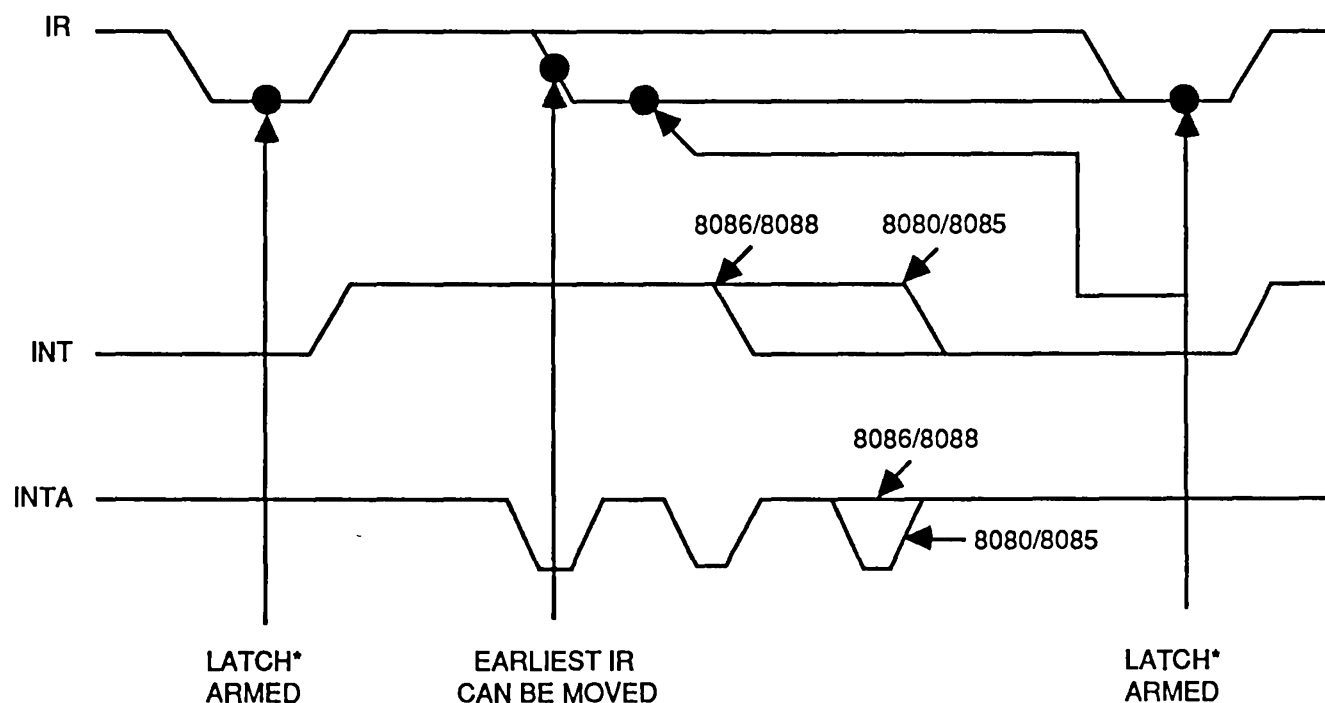 IR
8086/8088
8080/8085
INT
8086/8088
INTA
8080/8085
LATCH*
ARMED
EARLIEST IR
CAN BE MOVED
LATCH*
ARMED